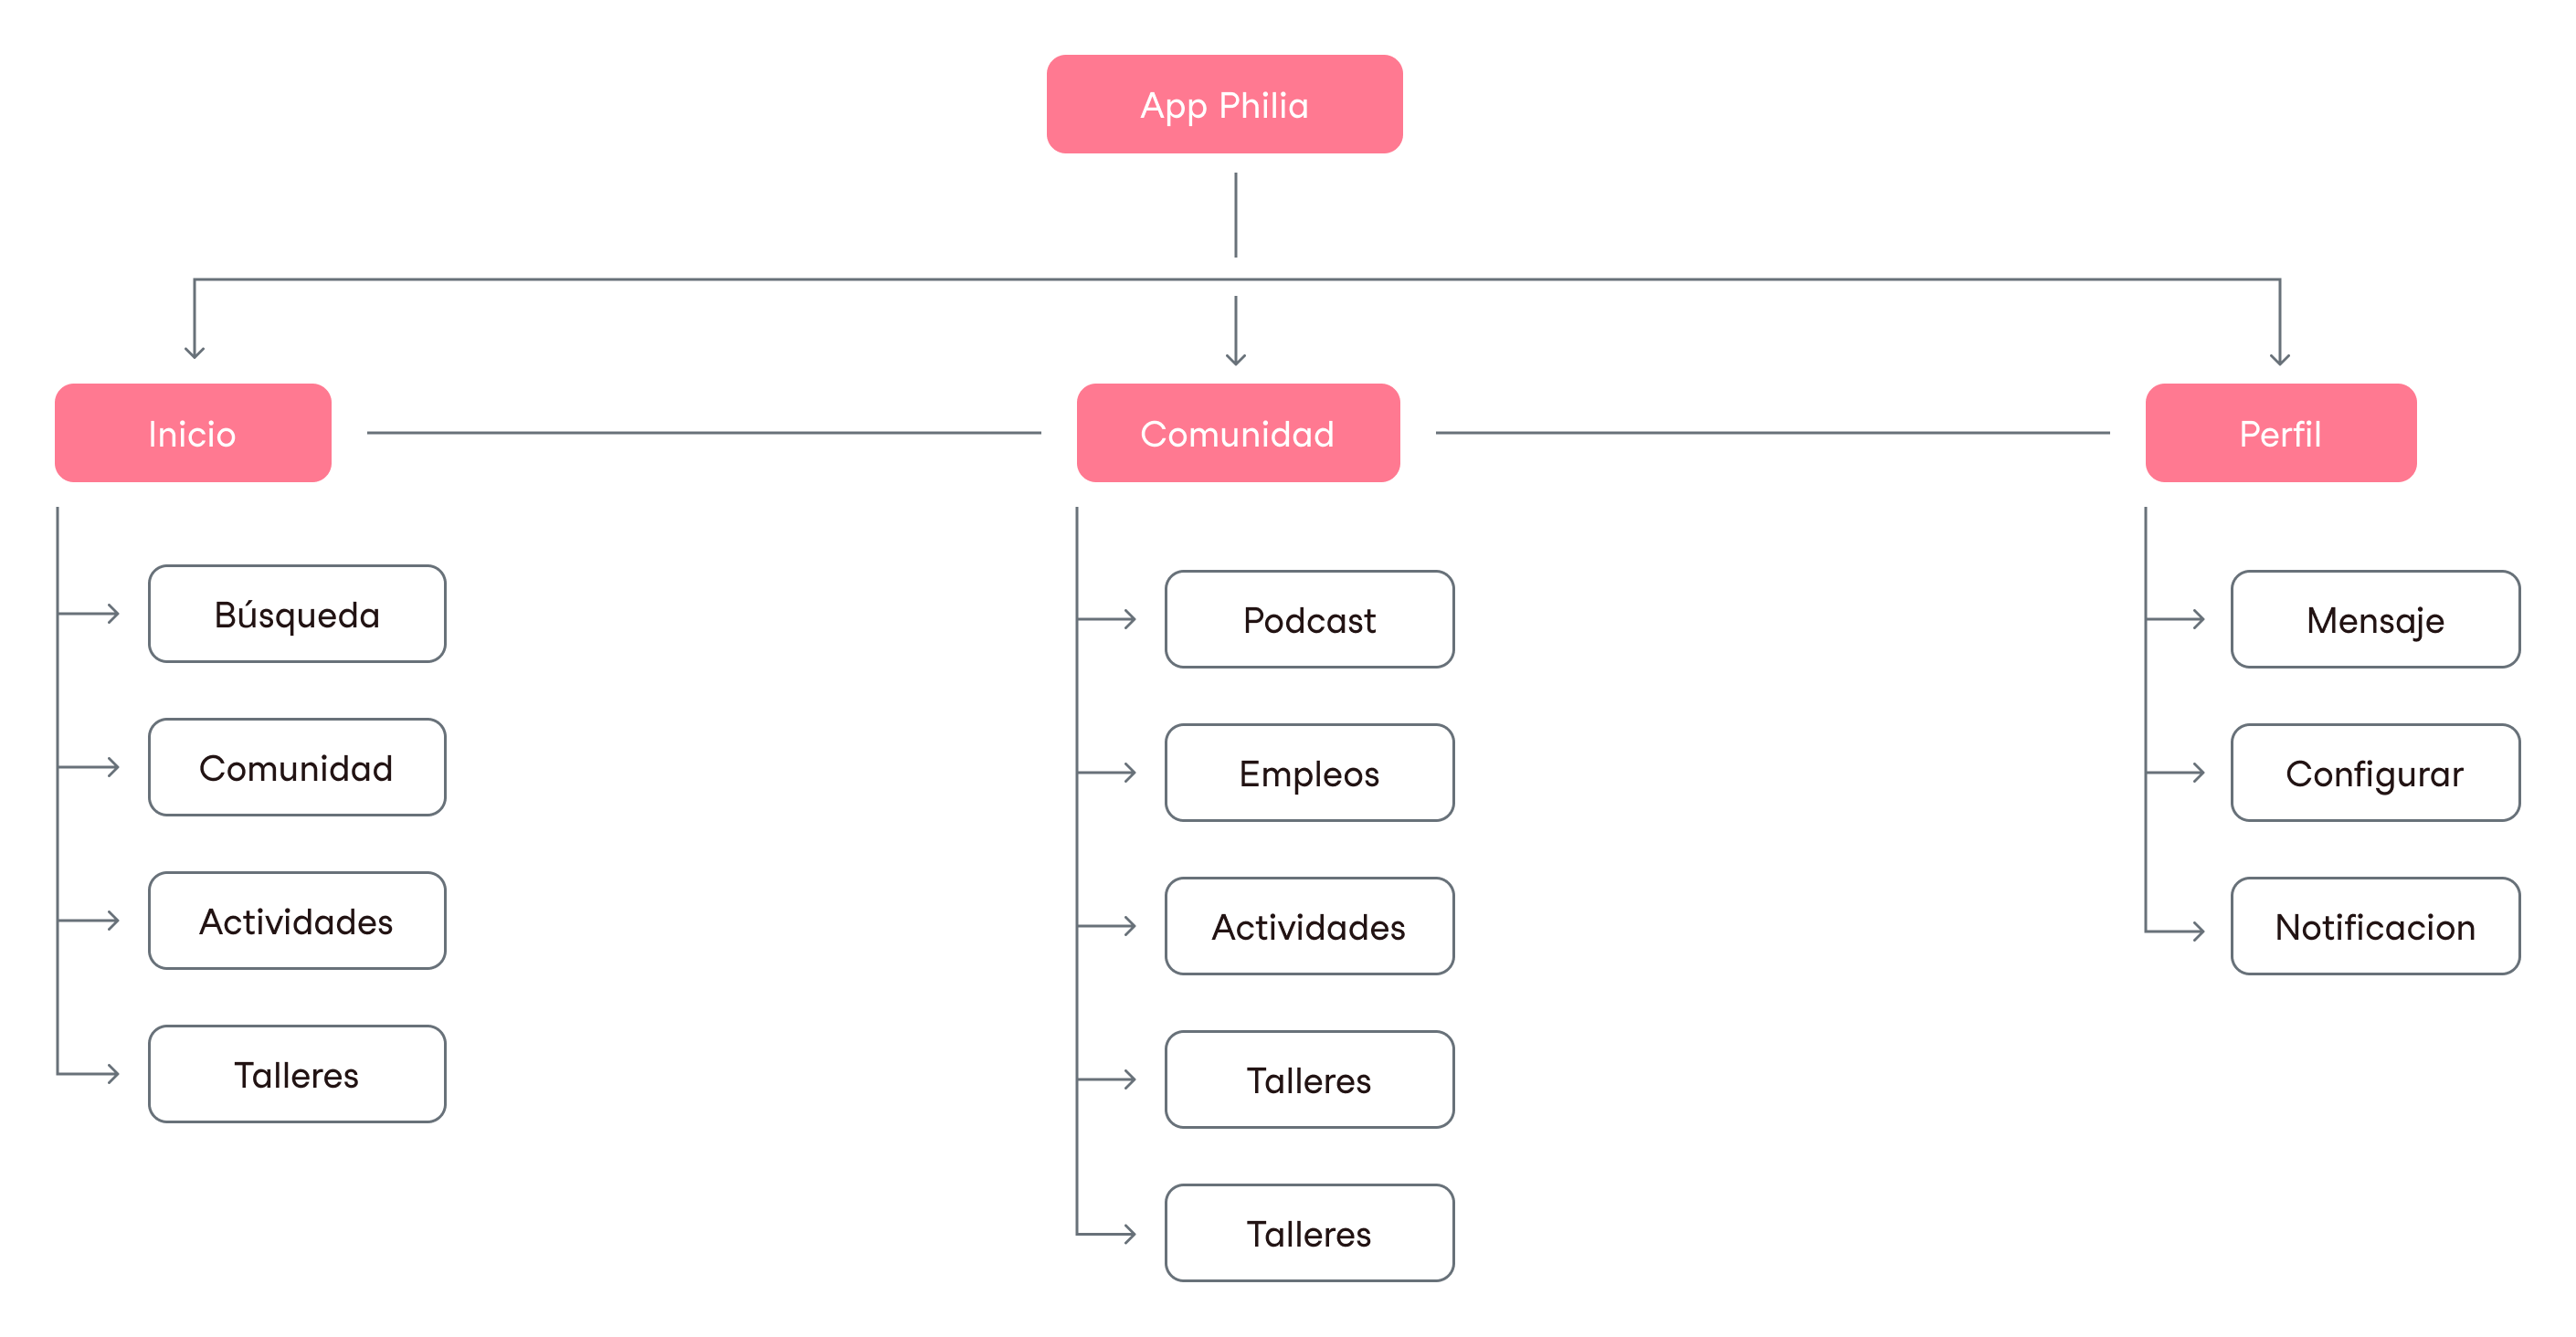 App Philia
Inicio
Comunidad
Perfil
Búsqueda
Comunidad
Actividades
Talleres
Podcast
Empleos
Actividades
Talleres
Talleres
Mensaje
Configurar
Notificacion